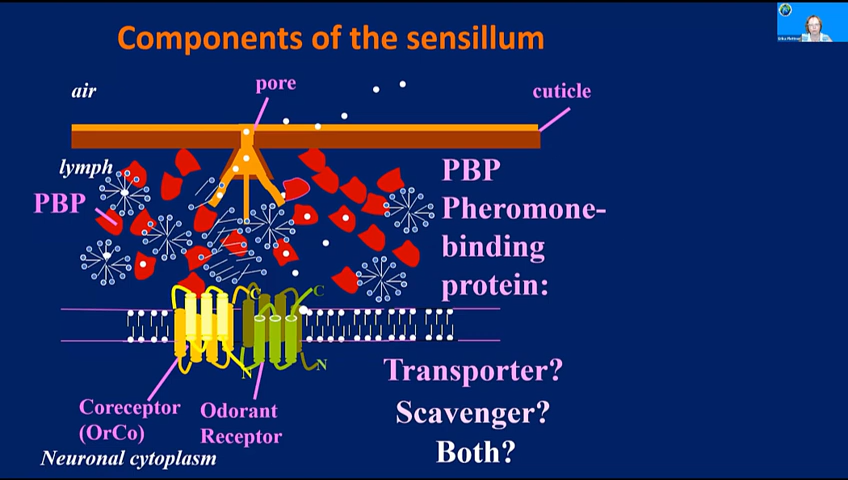 Components of the sensillum
air
pore
cuticle
lymph
PBP
PBP
Pheromone-
binding
protein:
C
C
N
N
Transporter?
Scavenger?
Both?
Coreceptor
(OrCo)
Odorant
Receptor
Neuronal cytoplasm